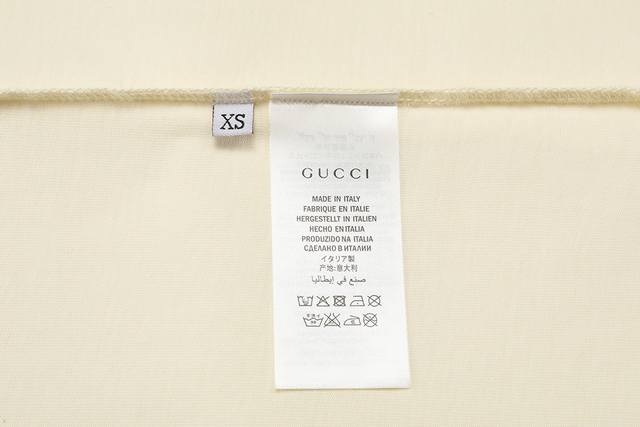 XS
GUCCI
MADE IN ITALY
FABRIQUE EN ITALIE
HERGESTELLT IN ITALIEN
HECHO EN ITALIA
PRODUZIDO NA ITALIA
СДЕЛАНО В ИТАЛИИ
イタリア製
产地:意大利
صنع في إيطاليا